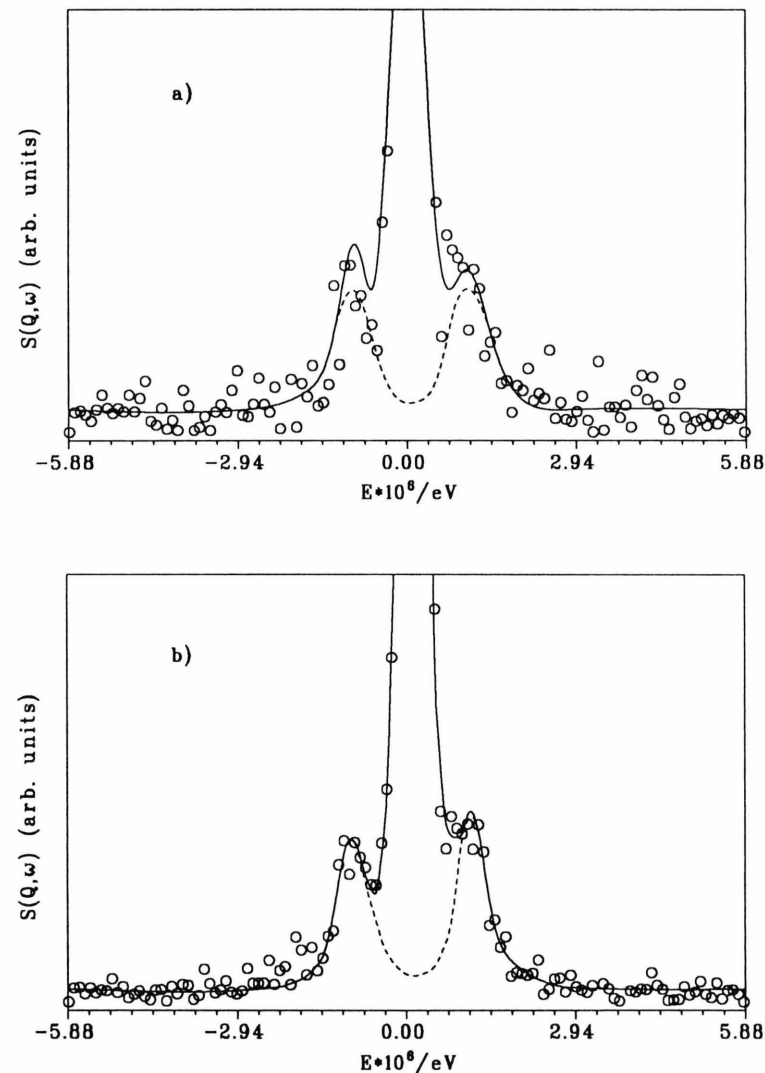 a)
S(Q,ω) (arb. units)
-5.88 -2.94 0.00 2.94 5.88
E*10⁶/eV
b)
S(Q,ω) (arb. units)
-5.88 -2.94 0.00 2.94 5.88
E*10⁶/eV